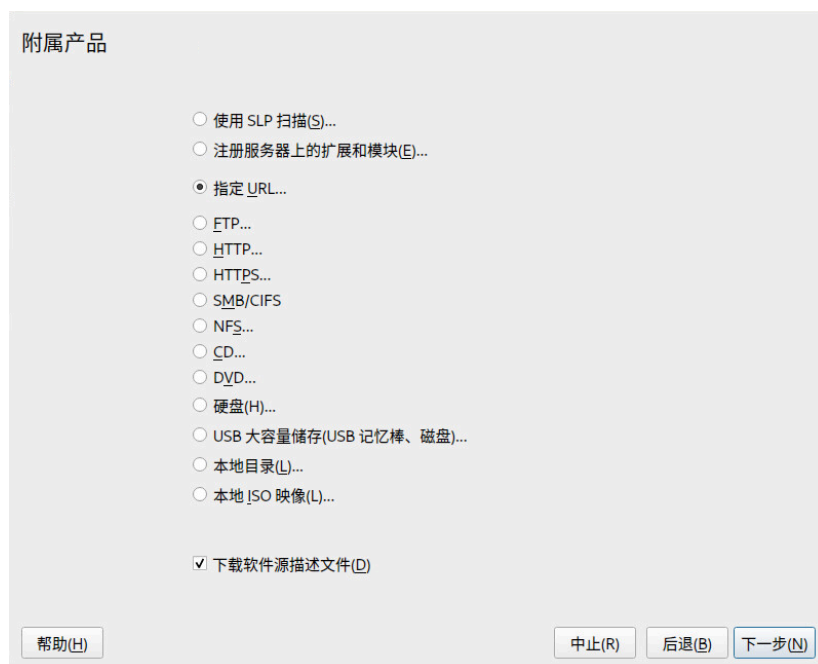 附属产品
使用 SLP 扫描(S)...
注册服务器上的扩展和模块(E)...
指定 URL...
FTP...
HTTP...
HTTPS...
SMB/CIFS
NFS...
CD...
DVD...
硬盘(H)...
USB 大容量储存(USB 记忆棒、磁盘)...
本地目录(L)...
本地 ISO 映像(L)...
下载软件源描述文件(D)
帮助(H) 中止(R) 后退(B) 下一步(N)